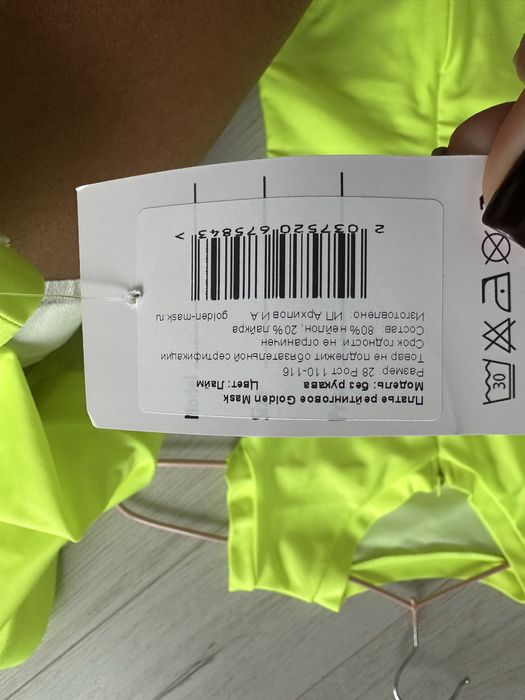 Платье рейтинговое Golden Mask
Модель: без рукава Цвет: Лайм
Размер 28 Рост 110-116
Товар не подлежит обязательной сертификации
Срок годности не ограничен
Состав: 80% нейлон, 20% лайкра
Изготовлено: ИП Архипов И.А. golden-mask.ru
2 037520 675843 >
30